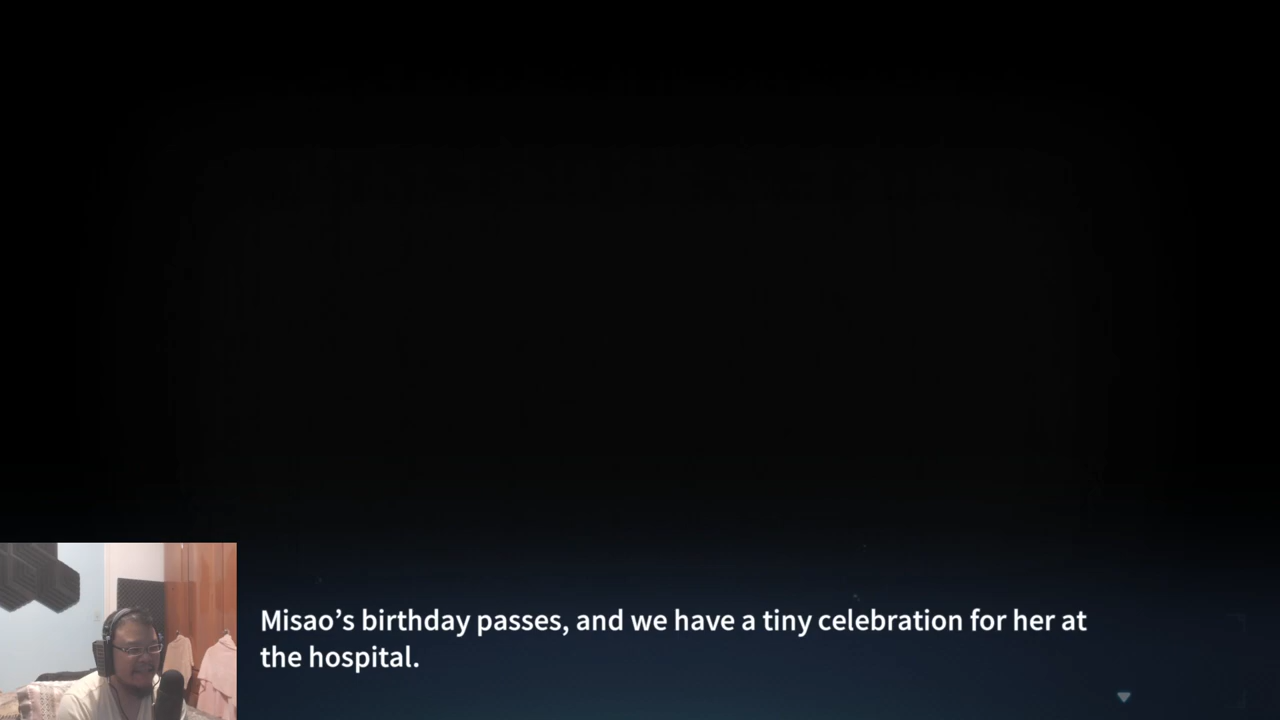 Misao’s birthday passes, and we have a tiny celebration for her at
the hospital.